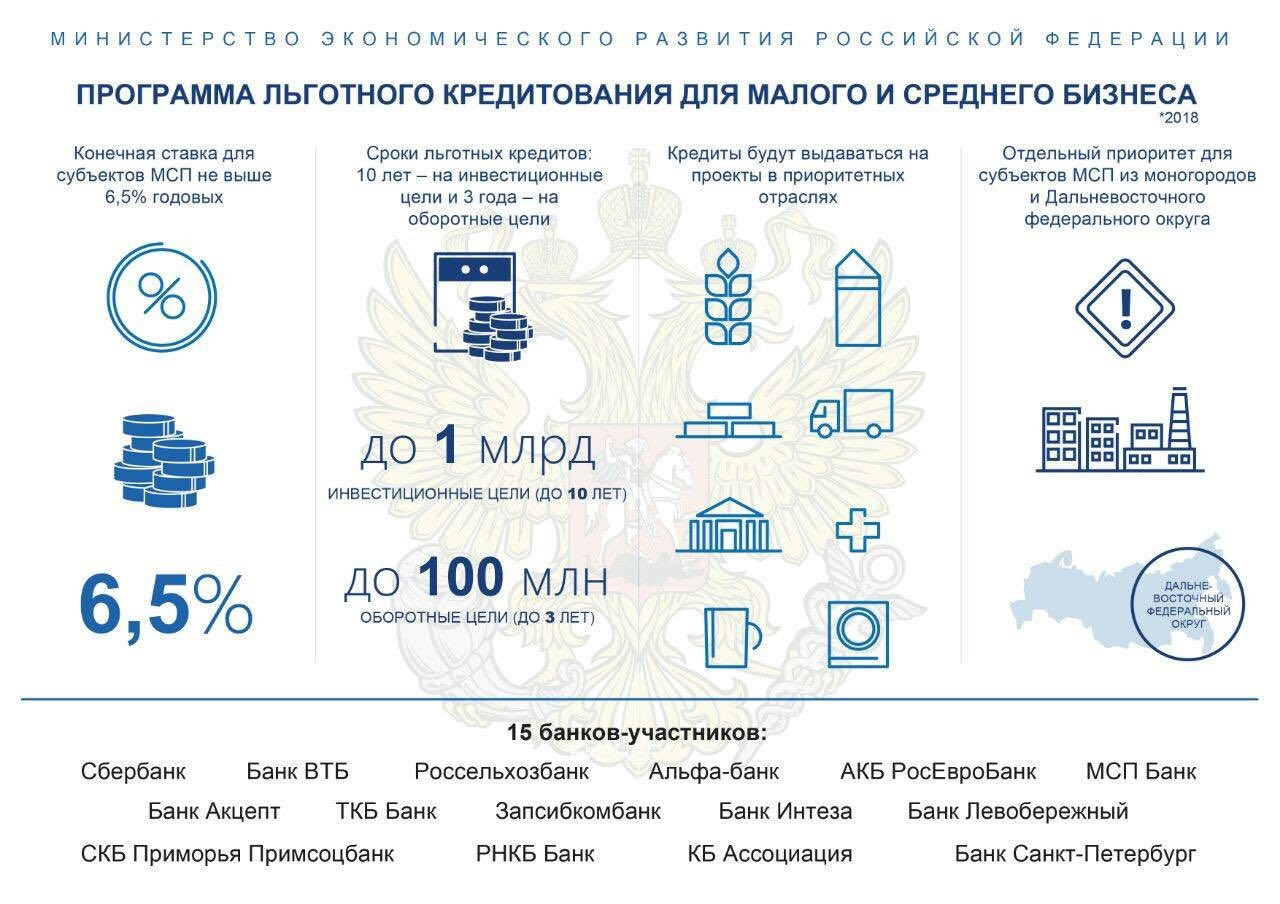 МИНИСТЕРСТВО ЭКОНОМИЧЕСКОГО РАЗВИТИЯ РОССИЙСКОЙ ФЕДЕРАЦИИ
ПРОГРАММА ЛЬГОТНОГО КРЕДИТОВАНИЯ ДЛЯ МАЛОГО И СРЕДНЕГО БИЗНЕСА
*2018
Конечная ставка для
субъектов МСП не выше
6,5% годовых
6,5%
Сроки льготных кредитов:
10 лет – на инвестиционные
цели и 3 года – на
оборотные цели
ДО 1 МЛРД
ИНВЕСТИЦИОННЫЕ ЦЕЛИ (ДО 10 ЛЕТ)
ДО 100 МЛН
ОБОРОТНЫЕ ЦЕЛИ (ДО 3 ЛЕТ)
Кредиты будут выдаваться на
проекты в приоритетных
отраслях
Отдельный приоритет для
субъектов МСП из моногородов
и Дальневосточного
федерального округа
ДАЛЬНЕ-
ВОСТОЧНЫЙ
ФЕДЕРАЛЬНЫЙ
ОКРУГ
15 банков-участников:
Сбербанк Банк ВТБ Россельхозбанк Альфа-банк АКБ РосЕвроБанк МСП Банк
Банк Акцепт ТКБ Банк Запсибкомбанк Банк Интеза Банк Левобережный
СКБ Приморья Примсоцбанк РНКБ Банк КБ Ассоциация Банк Санкт-Петербург